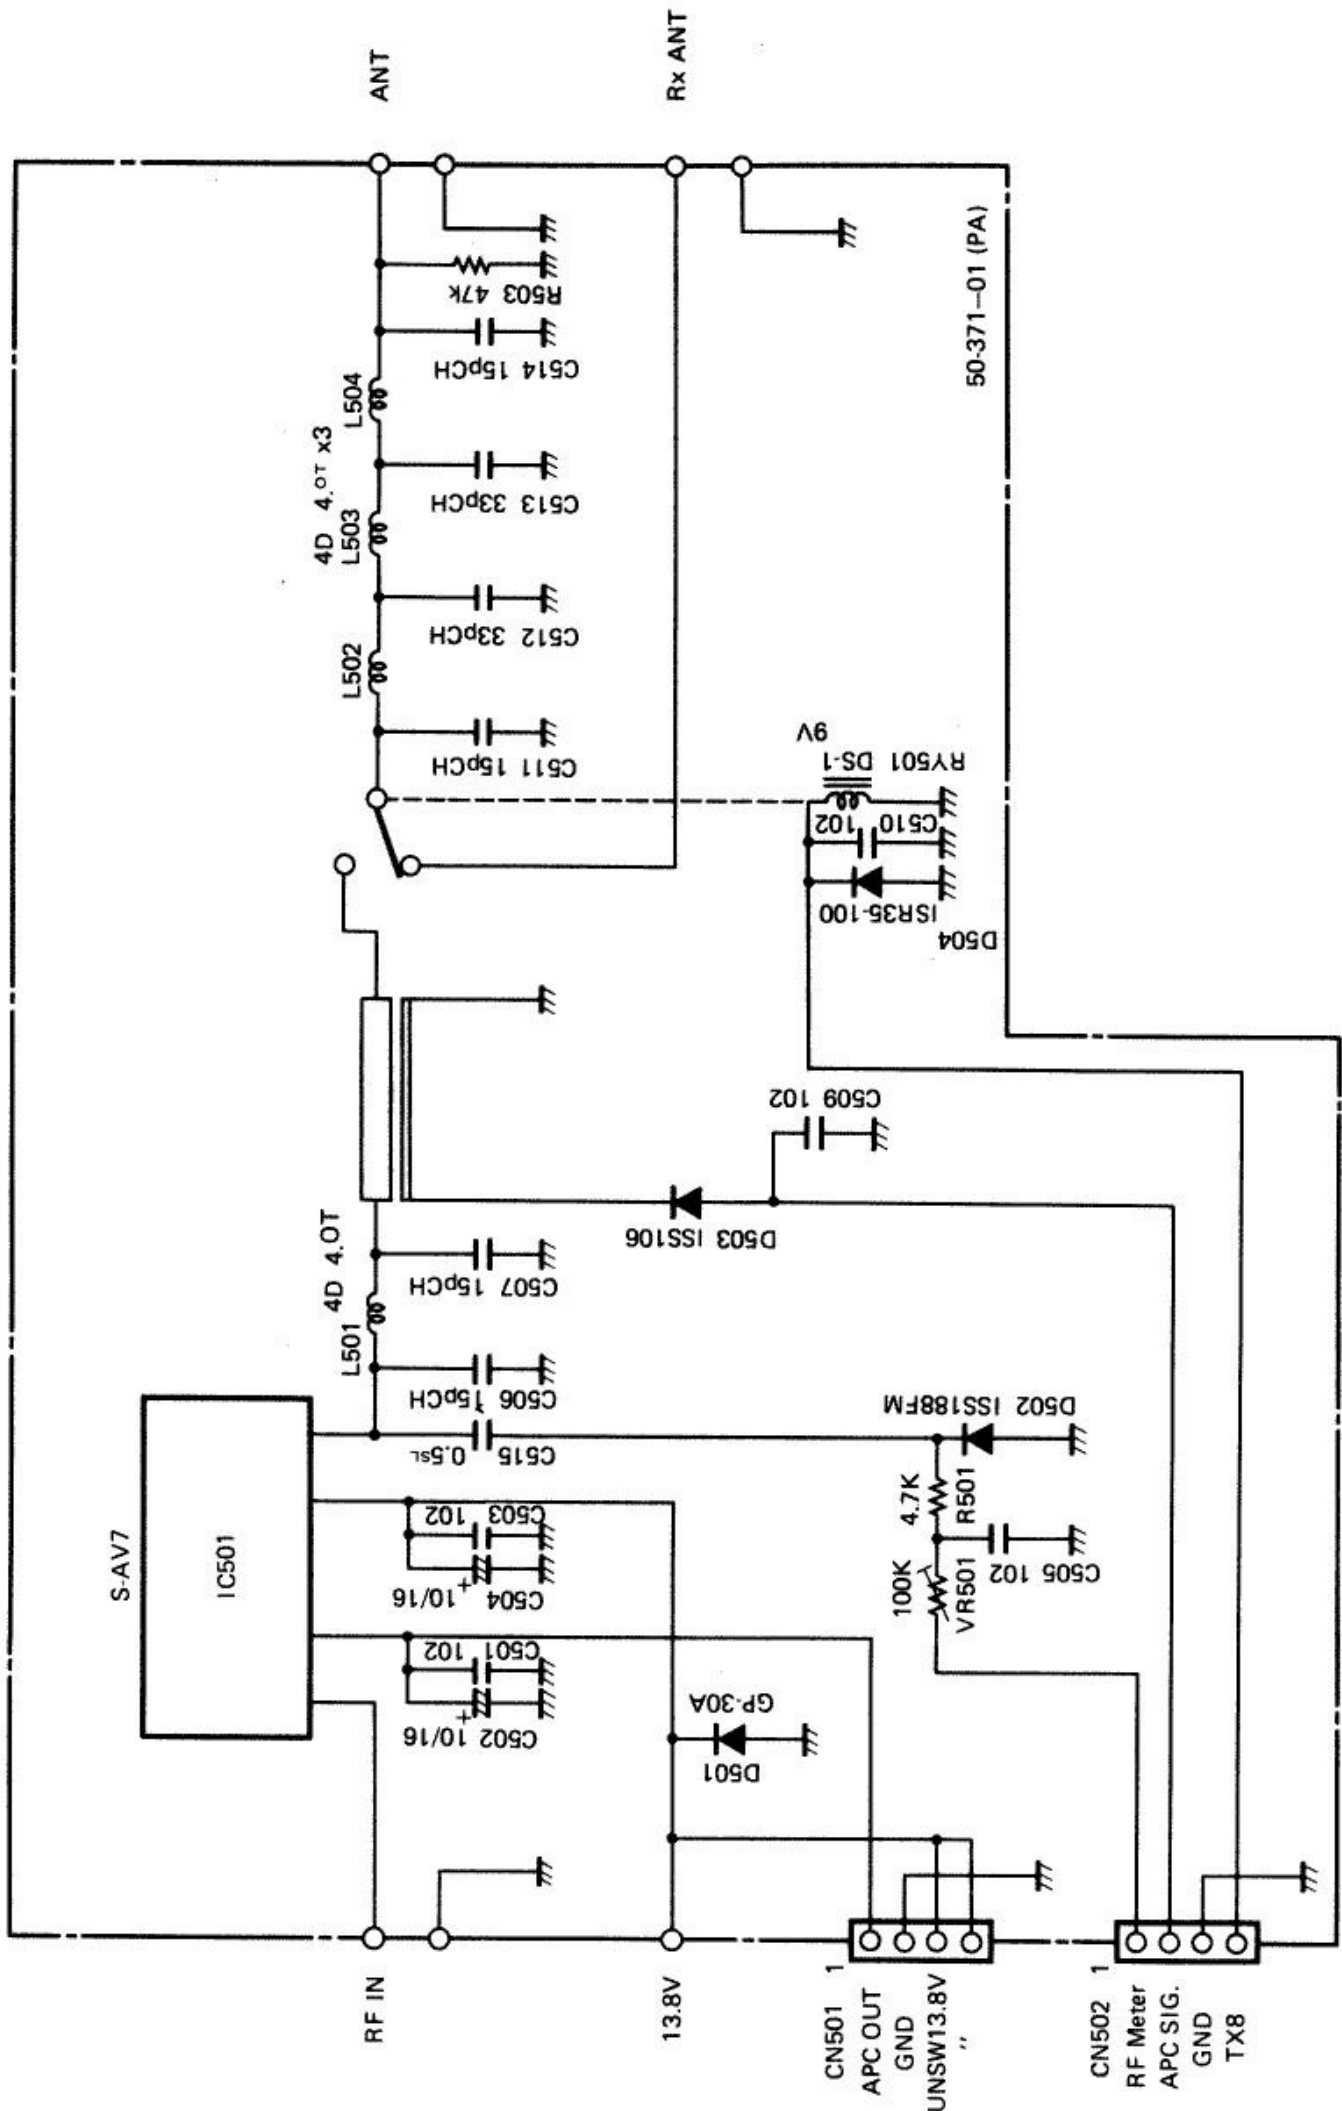 ANT
Rx ANT
50-371-01 (PA)
R503 47k
C514 15pCH
L504
4D 4.0T x3
L503
C513 33pCH
C512 33pCH
L502
C511 15pCH
9V
RY501 DS-1
C510 102
ISR35-100
D504
C509 102
D503 ISS106
4D 4.0T
L501
C507 15pCH
C506 15pCH
C515 0.5SL
D502 ISS188FM
4.7K
R501
100K
VR501
C505 102
S-AV7
IC501
C503 102
C504 10/16
+
C501 102
C502 10/16
+
GP-30A
D501
RF IN
13.8V
CN501 1
APC OUT
GND
UNSW13.8V
,,
CN502 1
RF Meter
APC SIG.
GND
TX8